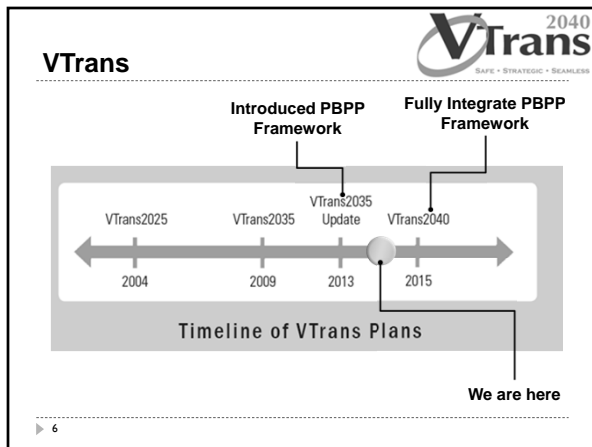 VTrans
2040
VTrans
SAFE • STRATEGIC • SEAMLESS
Introduced PBPP
Framework
Fully Integrate PBPP
Framework
VTrans2025
VTrans2035
VTrans2035
Update
VTrans2040
2004
2009
2013
2015
Timeline of VTrans Plans
We are here
6